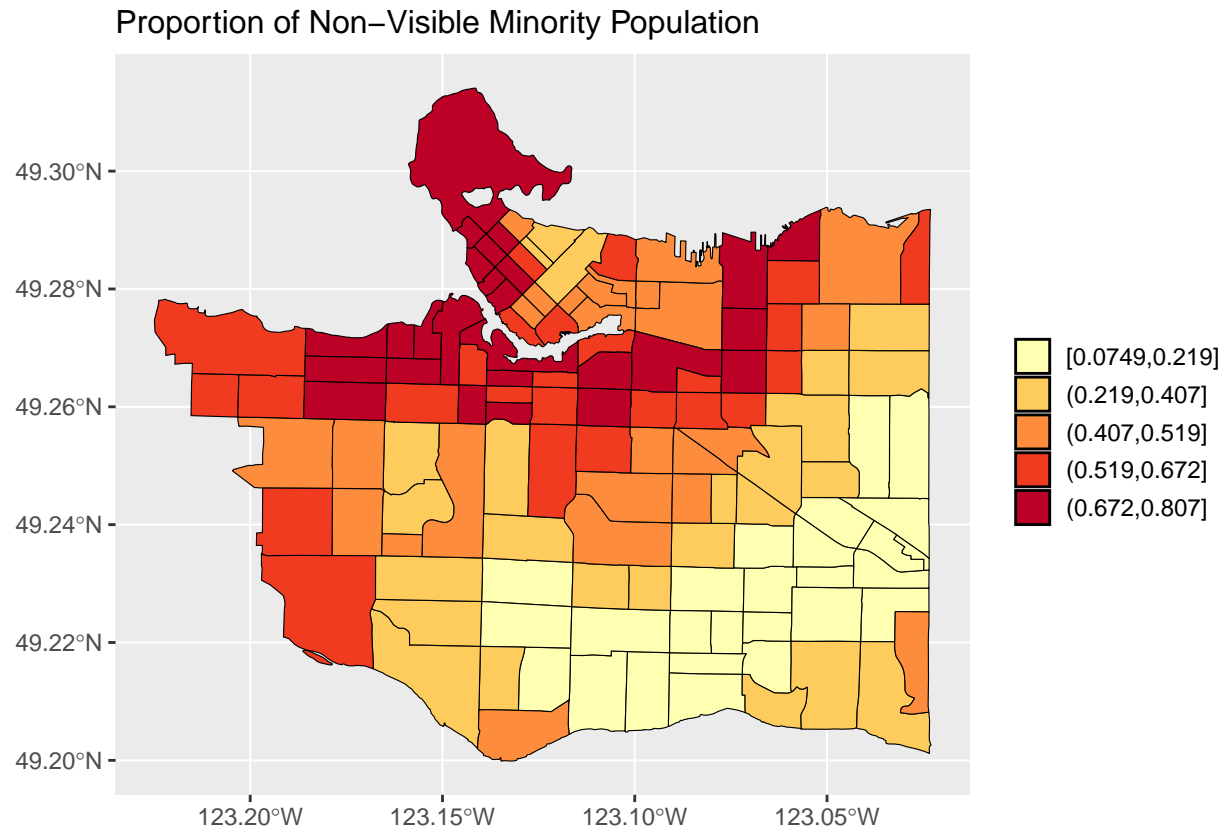 Proportion of Non−Visible Minority Population
49.30°N
49.28°N
49.26°N
49.24°N
49.22°N
49.20°N
123.20°W
123.15°W
123.10°W
123.05°W
[0.0749,0.219]
(0.219,0.407]
(0.407,0.519]
(0.519,0.672]
(0.672,0.807]